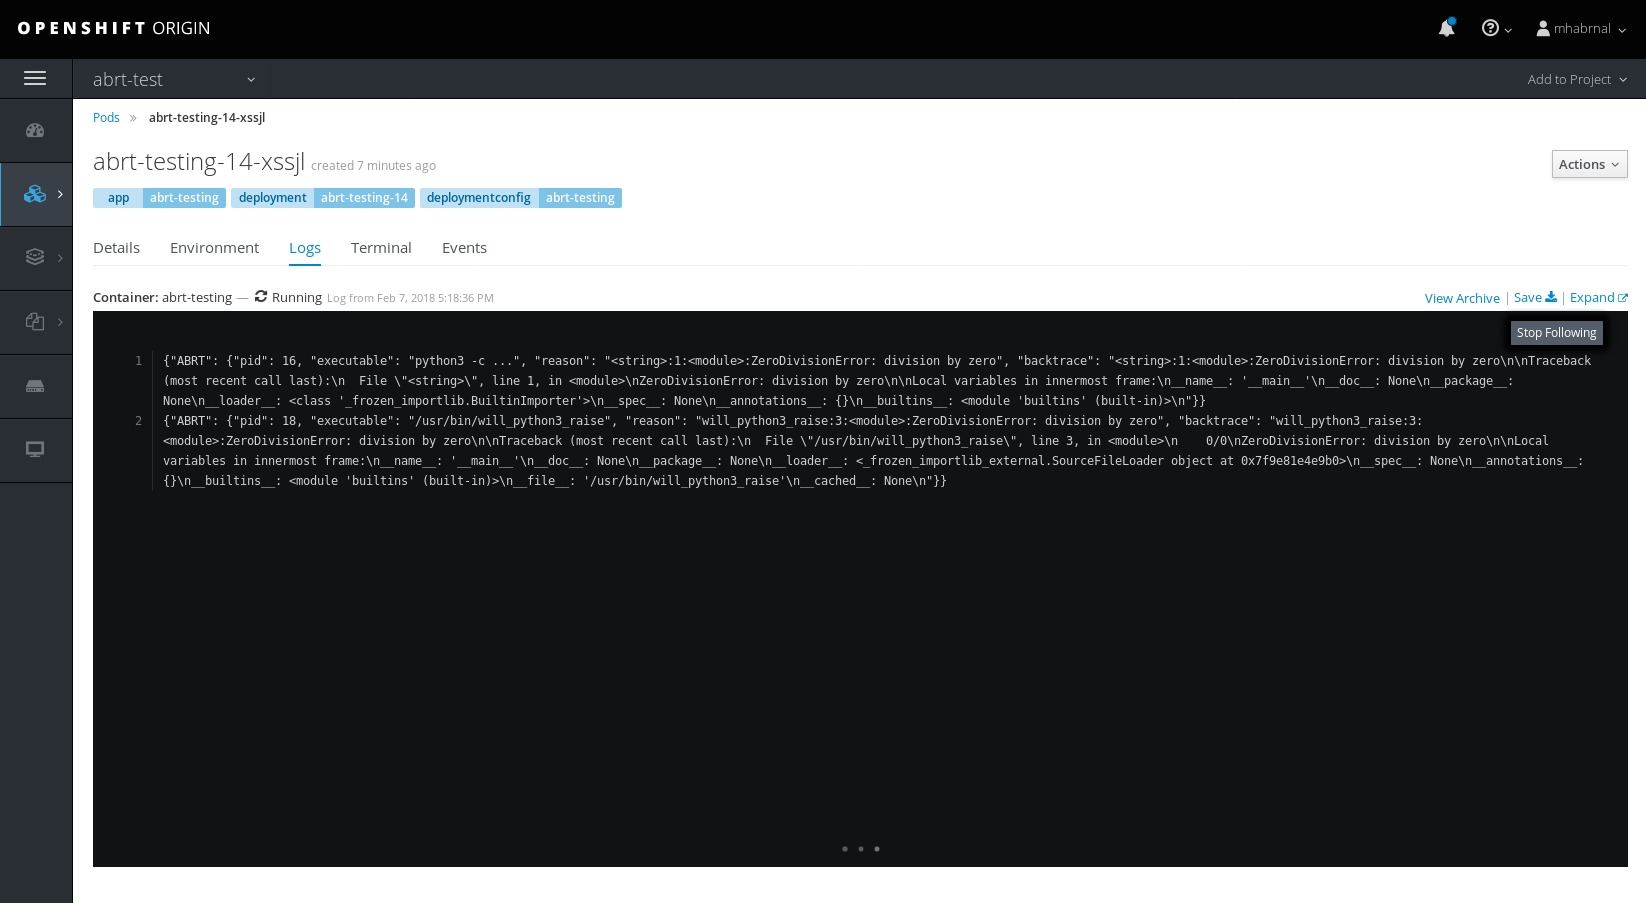 OPENSHIFT ORIGIN
mhabrnal
abrt-test
Add to Project
Pods » abrt-testing-14-xssjl
abrt-testing-14-xssjl created 7 minutes ago
Actions
app abrt-testing deployment abrt-testing-14 deploymentconfig abrt-testing
Details Environment Logs Terminal Events
Container: abrt-testing — Running Log from Feb 7, 2018 5:18:36 PM
View Archive | Save | Expand
Stop Following
1 {"ABRT": {"pid": 16, "executable": "python3 -c ...", "reason": "<string>:1:<module>:ZeroDivisionError: division by zero", "backtrace": "<string>:1:<module>:ZeroDivisionError: division by zero\n\nTraceback
(most recent call last):\n  File \"<string>\", line 1, in <module>\nZeroDivisionError: division by zero\n\nLocal variables in innermost frame:\n__name__: '__main__'\n__doc__: None\n__package__:
None\n__loader__: <class '_frozen_importlib.BuiltinImporter'>\n__spec__: None\n__annotations__: {}\n__builtins__: <module 'builtins' (built-in)>\n"}}
2 {"ABRT": {"pid": 18, "executable": "/usr/bin/will_python3_raise", "reason": "will_python3_raise:3:<module>:ZeroDivisionError: division by zero", "backtrace": "will_python3_raise:3:
<module>:ZeroDivisionError: division by zero\n\nTraceback (most recent call last):\n  File \"/usr/bin/will_python3_raise\", line 3, in <module>\n    0/0\nZeroDivisionError: division by zero\n\nLocal
variables in innermost frame:\n__name__: '__main__'\n__doc__: None\n__package__: None\n__loader__: <_frozen_importlib_external.SourceFileLoader object at 0x7f9e81e4e9b0>\n__spec__: None\n__annotations__:
{}\n__builtins__: <module 'builtins' (built-in)>\n__file__: '/usr/bin/will_python3_raise'\n__cached__: None\n"}}